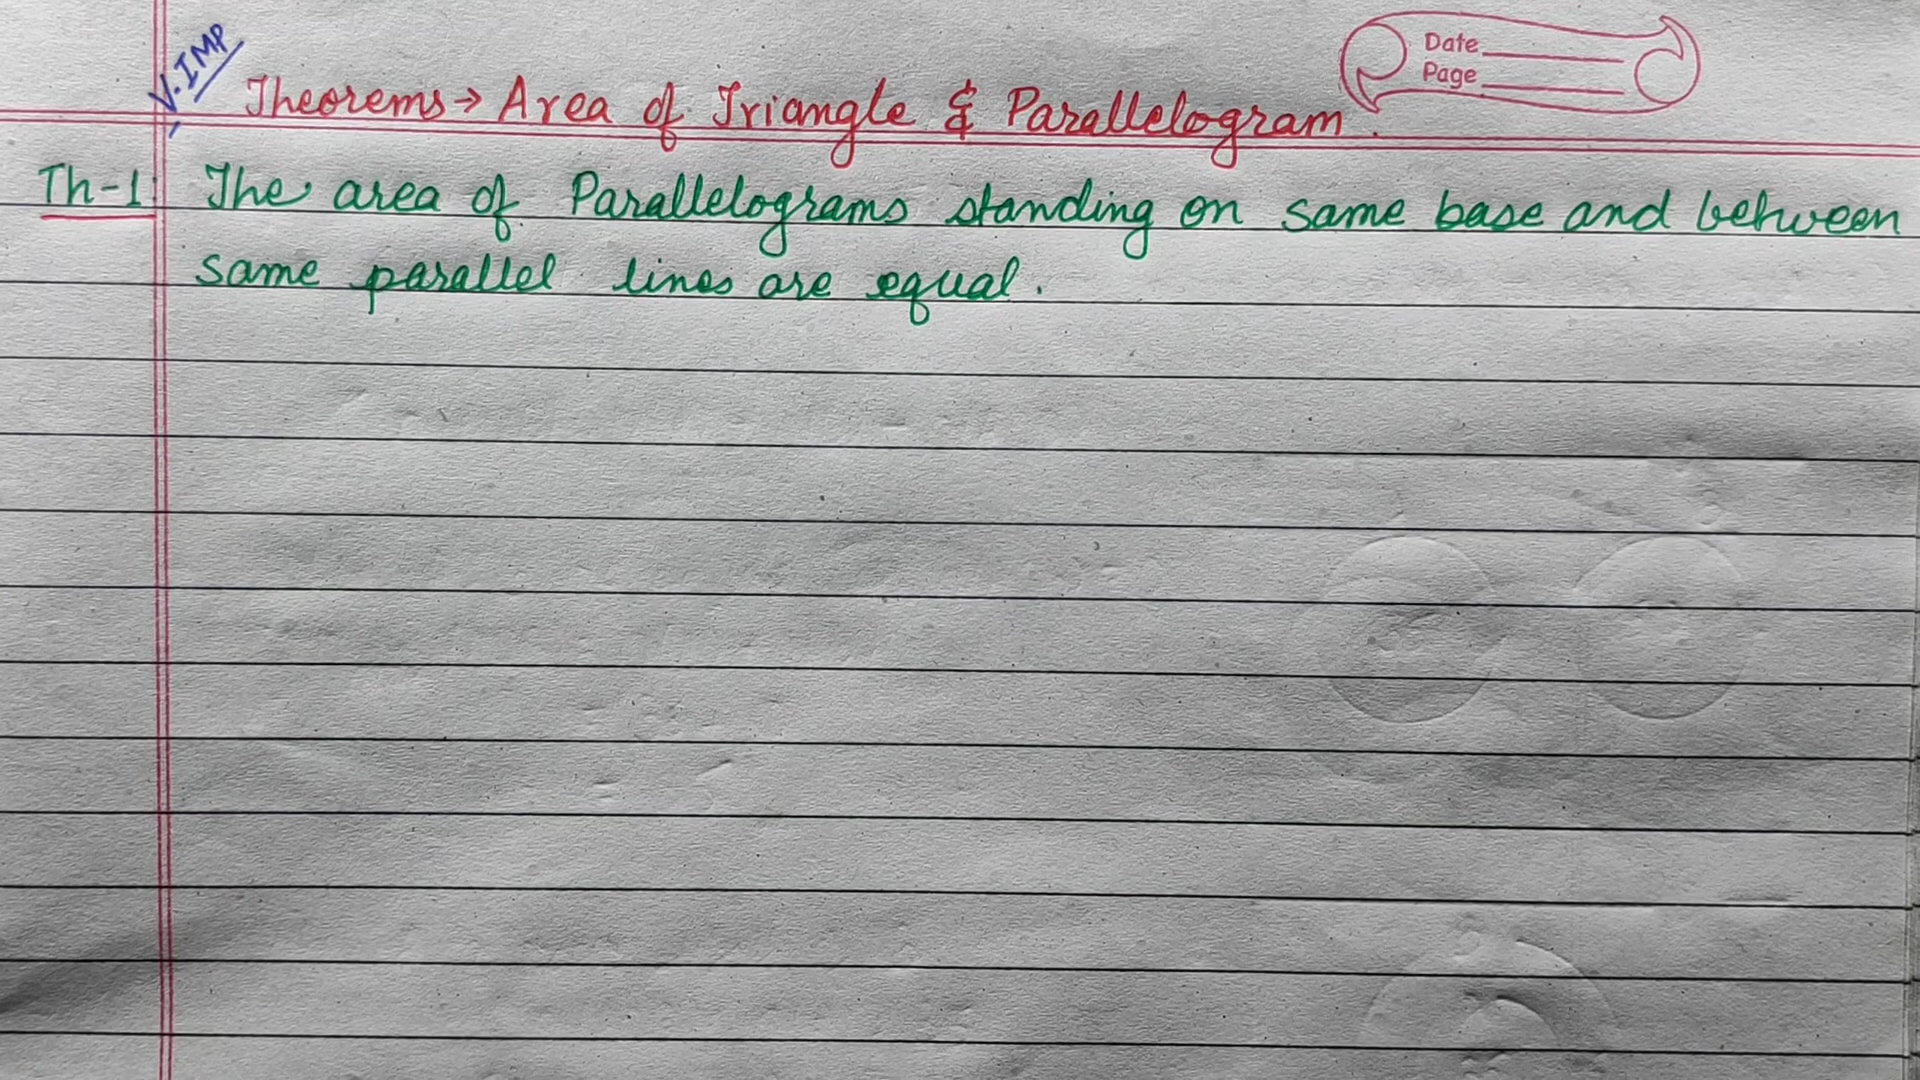 V.IMP
Date
Page
Theorems → Area of Triangle & Parallelogram.
Th-1: The area of Parallelograms standing on same base and between
same parallel lines are equal.